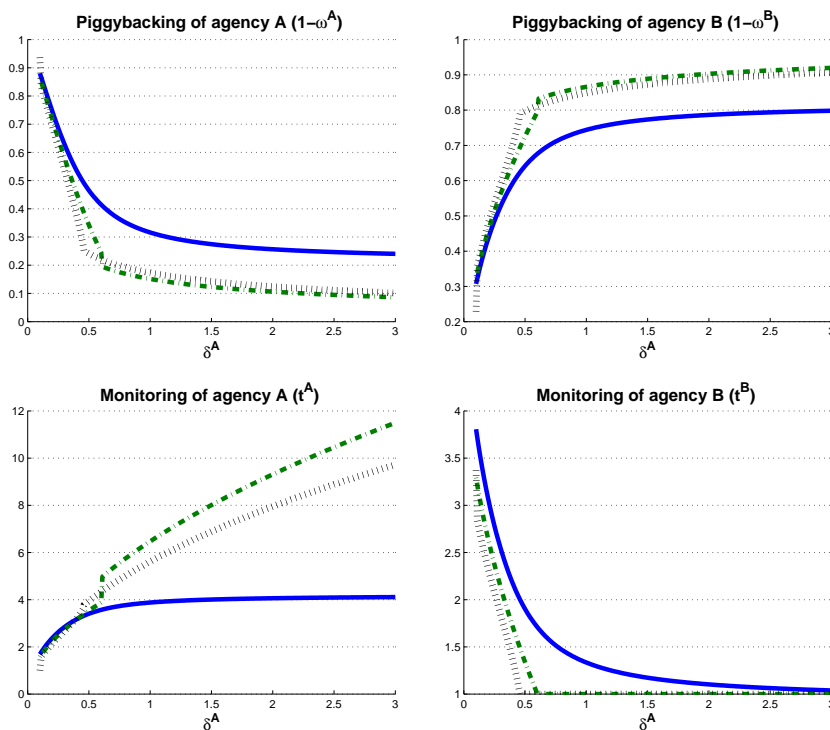 Piggybacking of agency A (1−ω^A)
1
0.9
0.8
0.7
0.6
0.5
0.4
0.3
0.2
0.1
0
0 0.5 1 1.5 2 2.5 3
δ^A
Piggybacking of agency B (1−ω^B)
1
0.9
0.8
0.7
0.6
0.5
0.4
0.3
0.2
0 0.5 1 1.5 2 2.5 3
δ^A
Monitoring of agency A (t^A)
12
10
8
6
4
2
0
0 0.5 1 1.5 2 2.5 3
δ^A
Monitoring of agency B (t^B)
4
3.5
3
2.5
2
1.5
1
0 0.5 1 1.5 2 2.5 3
δ^A